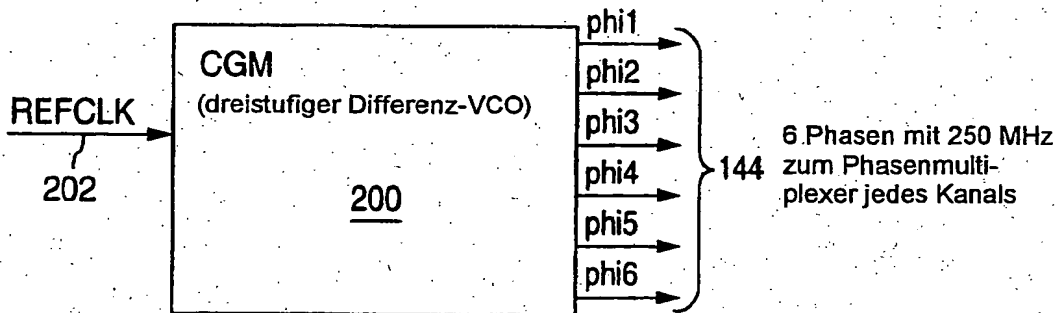 phi1
CGM
(dreistufiger Differenz-VCO)
phi2
REFCLK
202
phi3
200
phi4
phi5
phi6
144
6 Phasen mit 250 MHz
zum Phasenmulti-
plexer jedes Kanals